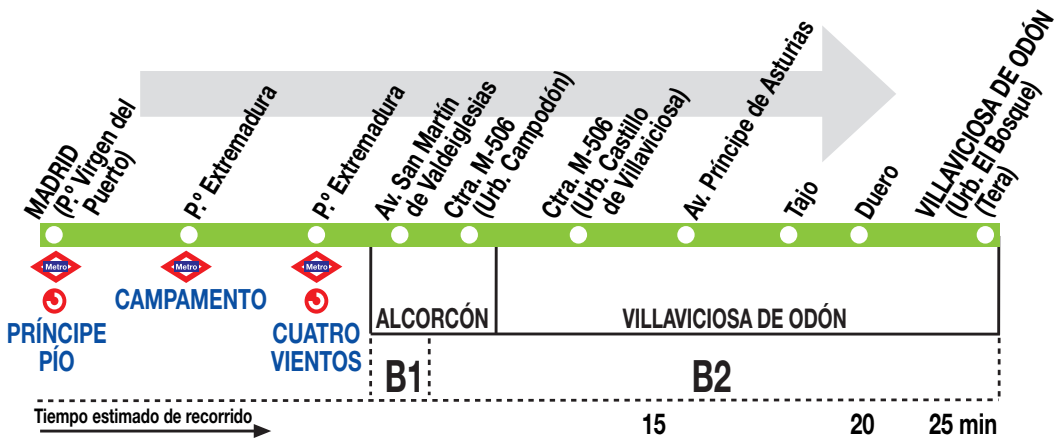 MADRID
(P.º Virgen del
Puerto)
P.º Extremadura
P.º Extremadura
Av. San Martín
de Valdeiglesias
Ctra. M-506
(Urb. Campodón)
Ctra. M-506
(Urb. Castillo
de Villaviciosa)
Av. Príncipe de Asturias
Tajo
Duero
VILLAVICIOSA DE ODÓN
(Urb. El Bosque)
(Tera)
Metro
Metro
Metro
PRÍNCIPE
PÍO
CAMPAMENTO
CUATRO
VIENTOS
ALCORCÓN
VILLAVICIOSA DE ODÓN
B1
B2
Tiempo estimado de recorrido
15
20
25 min